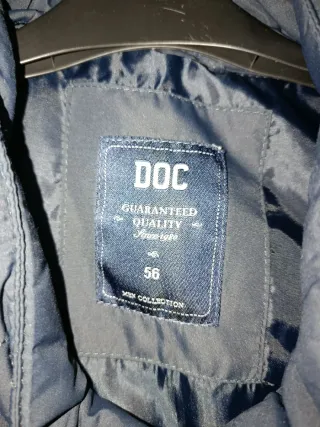 DOC
GUARANTEED
QUALITY
56
MEN COLLECTION